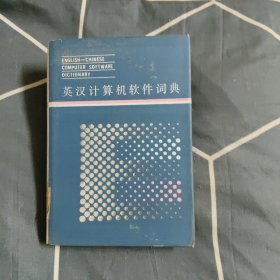 ENGLISH—CHINESE
COMPUTER SOFTWARE
DICTIONARY
英汉计算机软件词典